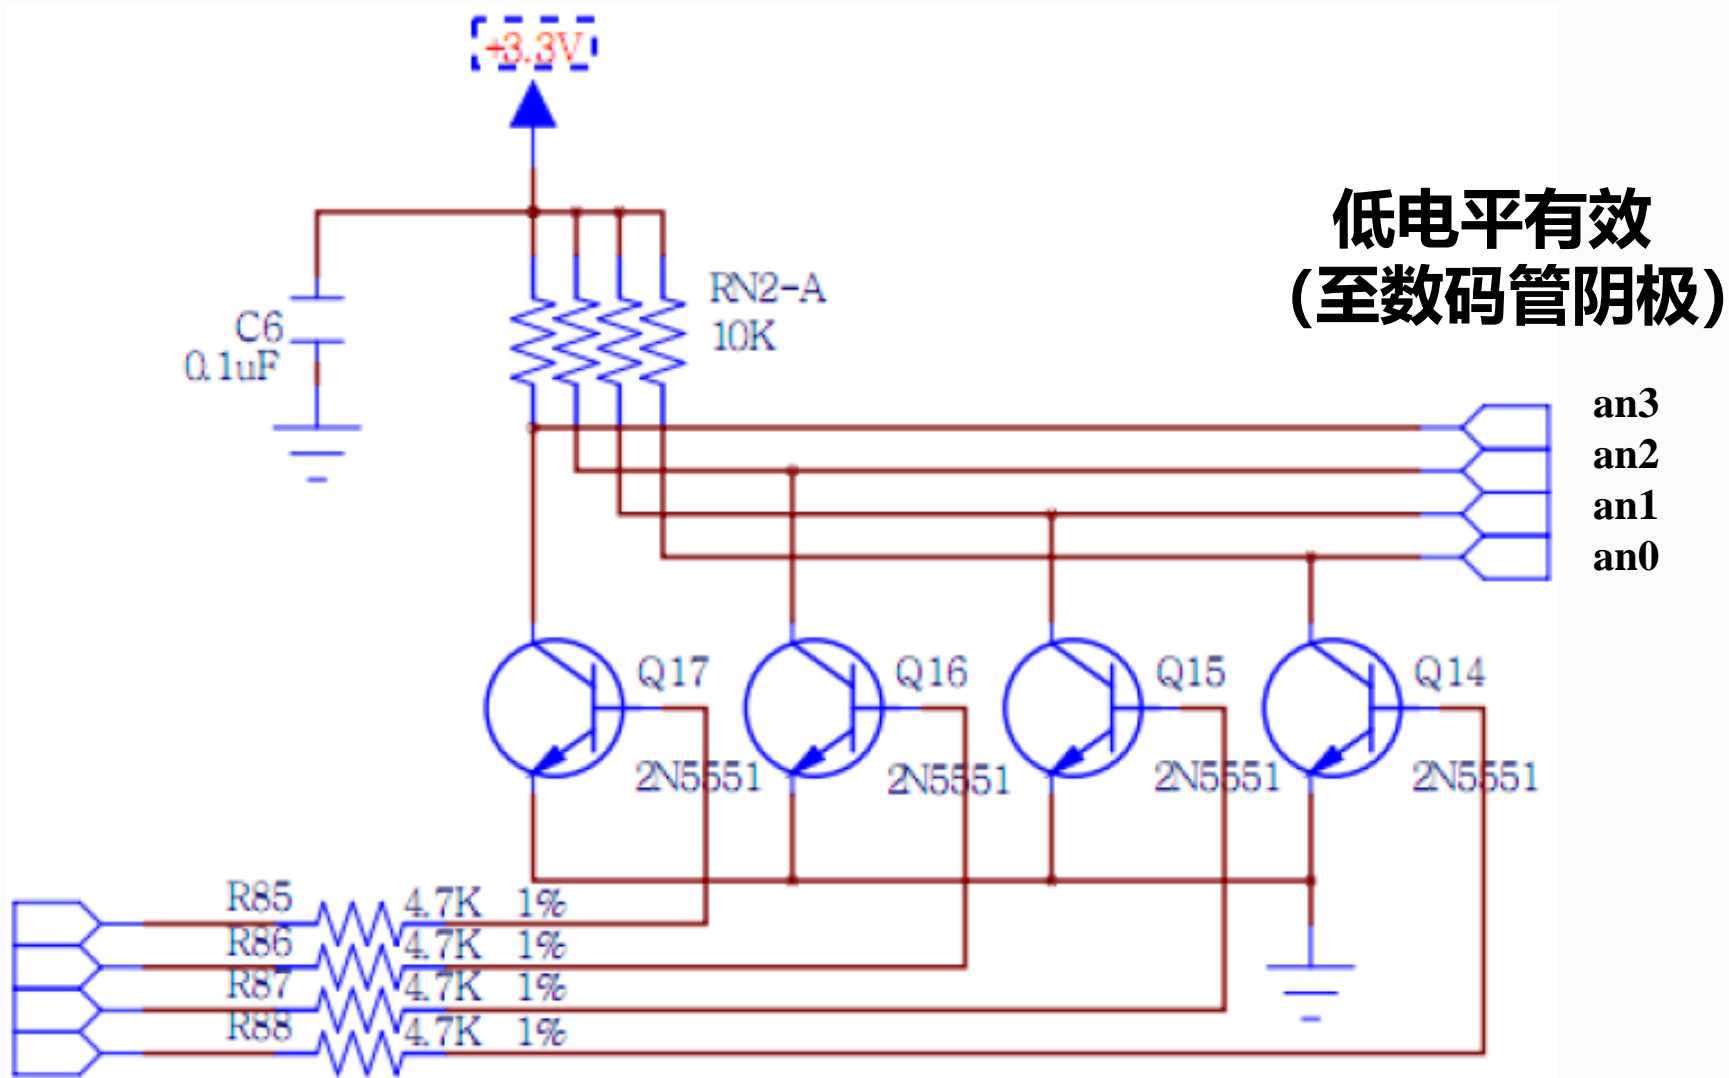 +3.3V
低电平有效
(至数码管阴极)
RN2-A
10K
C6
0.1uF
an3
an2
an1
an0
Q17
Q16
Q15
Q14
2N5551
2N5551
2N5551
2N5551
R85 4.7K 1%
R86 4.7K 1%
R87 4.7K 1%
R88 4.7K 1%